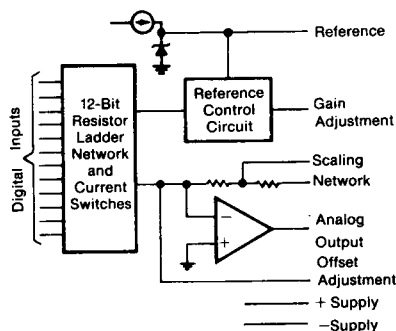 Reference
12-Bit
Resistor
Ladder
Network
and
Current
Switches
Digital Inputs
Reference
Control
Circuit
Gain
Adjustment
Scaling
Network
−
+
Analog
Output
Offset
Adjustment
+ Supply
−Supply